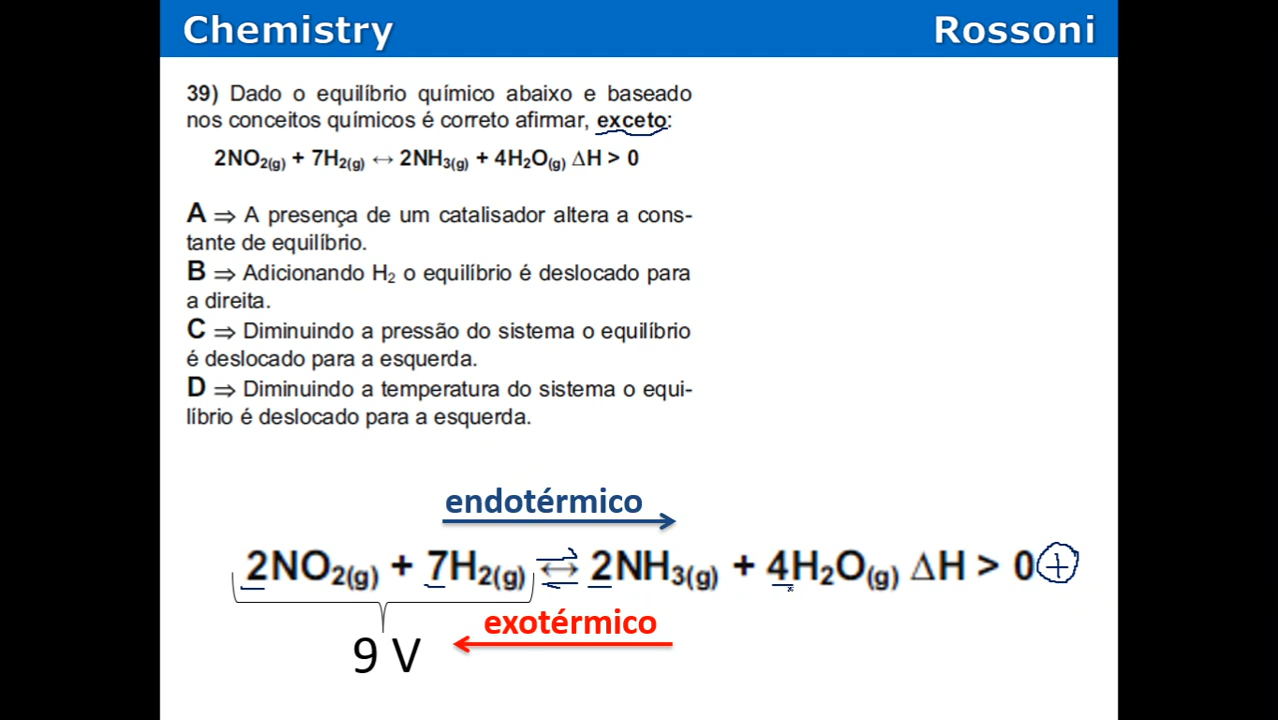 Chemistry Rossoni
39) Dado o equilíbrio químico abaixo e baseado
nos conceitos químicos é correto afirmar, exceto:
2NO₂(g) + 7H₂(g) ↔ 2NH₃(g) + 4H₂O(g) ΔH > 0
A ⇒ A presença de um catalisador altera a cons-
tante de equilíbrio.
B ⇒ Adicionando H₂ o equilíbrio é deslocado para
a direita.
C ⇒ Diminuindo a pressão do sistema o equilíbrio
é deslocado para a esquerda.
D ⇒ Diminuindo a temperatura do sistema o equi-
líbrio é deslocado para a esquerda.
endotérmico
2NO₂(g) + 7H₂(g) ↔ 2NH₃(g) + 4H₂O(g) ΔH > 0 +
exotérmico
9 V